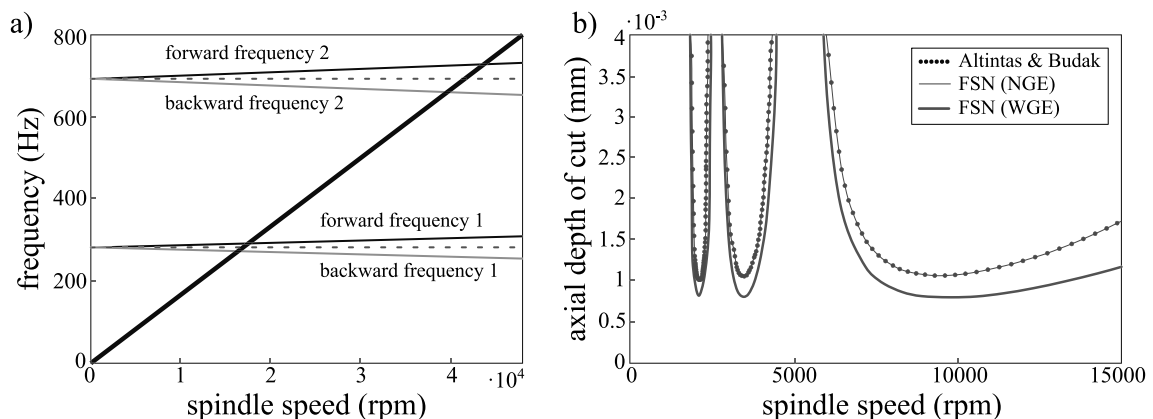 a)
800
600
400
200
0
frequency (Hz)
forward frequency 2
backward frequency 2
forward frequency 1
backward frequency 1
0
1
2
3
4
·10⁴
spindle speed (rpm)
b)
·10⁻³
4
3.5
3
2.5
2
1.5
1
0.5
0
axial depth of cut (mm)
Altintas & Budak
FSN (NGE)
FSN (WGE)
0
5000
10000
15000
spindle speed (rpm)